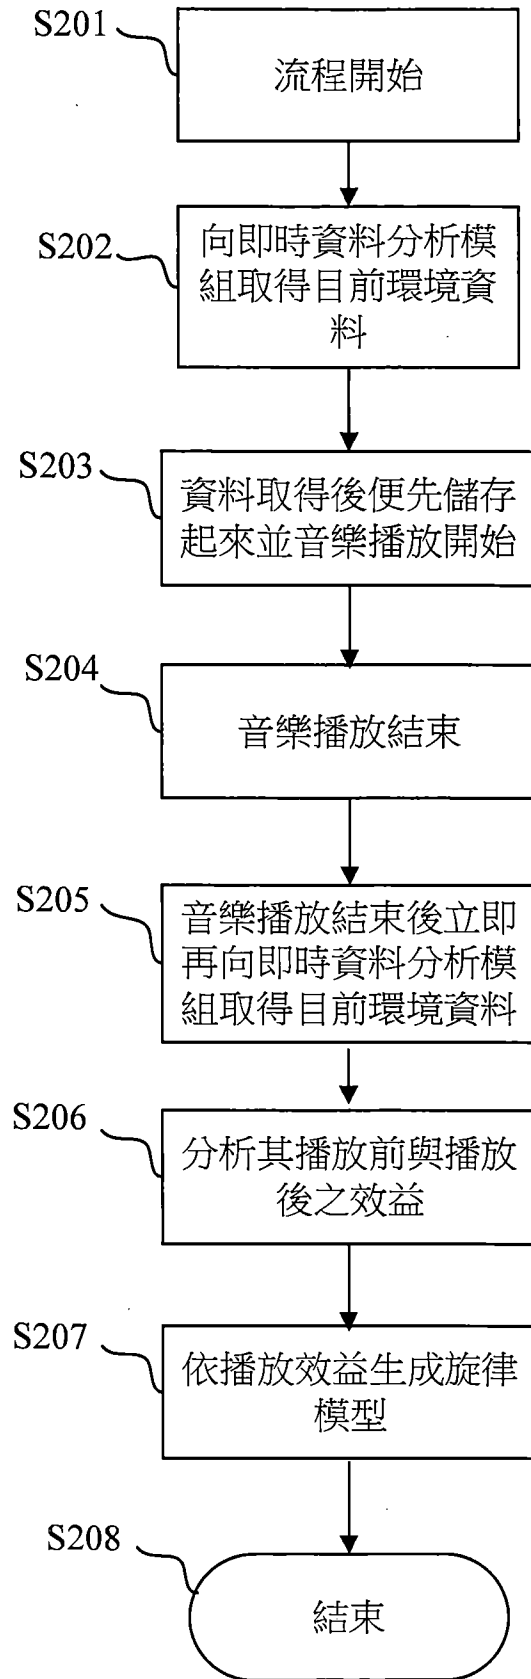 S201
流程開始
S202
向即時資料分析模
組取得目前環境資
料
S203
資料取得後便先儲存
起來並音樂播放開始
S204
音樂播放結束
S205
音樂播放結束後立即
再向即時資料分析模
組取得目前環境資料
S206
分析其播放前與播放
後之效益
S207
依播放效益生成旋律
模型
S208
結束